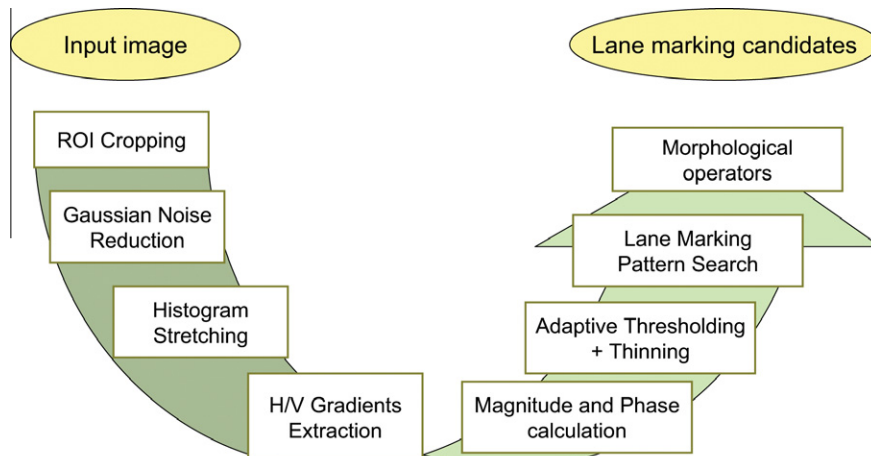 Input image
Lane marking candidates
ROI Cropping
Gaussian Noise
Reduction
Histogram
Stretching
H/V Gradients
Extraction
Magnitude and Phase
calculation
Adaptive Thresholding
+ Thinning
Lane Marking
Pattern Search
Morphological
operators